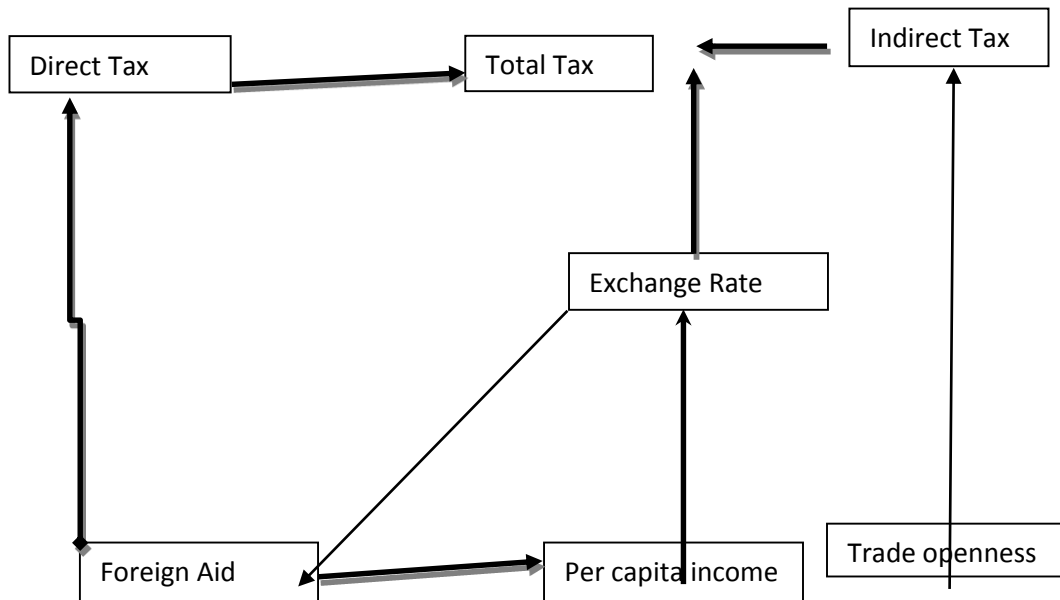 Direct Tax
Total Tax
Indirect Tax
Exchange Rate
Foreign Aid
Per capita income
Trade openness